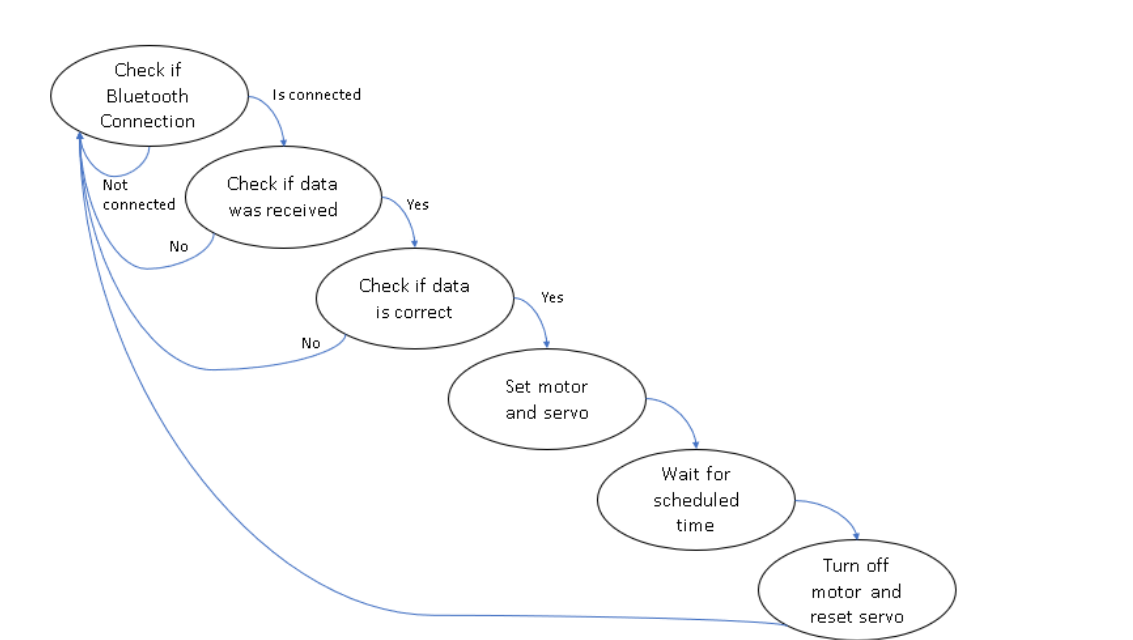 Check if
Bluetooth
Connection
Is connected
Not
connected
Check if data
was received
Yes
No
Check if data
is correct
Yes
No
Set motor
and servo
Wait for
scheduled
time
Turn off
motor and
reset servo